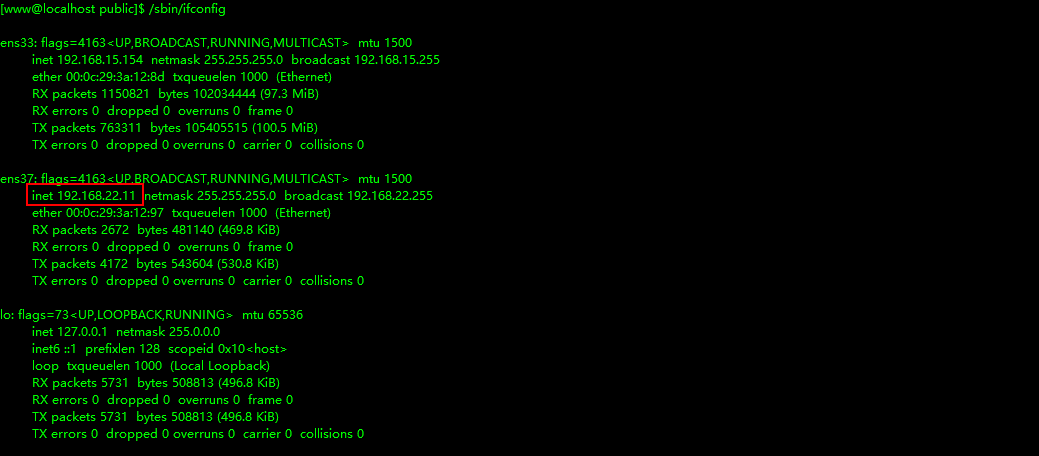 [www@localhost public]$ /sbin/ifconfig
ens33: flags=4163<UP,BROADCAST,RUNNING,MULTICAST>  mtu 1500
inet 192.168.15.154  netmask 255.255.255.0  broadcast 192.168.15.255
ether 00:0c:29:3a:12:8d  txqueuelen 1000  (Ethernet)
RX packets 1150821  bytes 102034444 (97.3 MiB)
RX errors 0  dropped 0  overruns 0  frame 0
TX packets 763311  bytes 105405515 (100.5 MiB)
TX errors 0  dropped 0 overruns 0  carrier 0  collisions 0
ens37: flags=4163<UP,BROADCAST,RUNNING,MULTICAST>  mtu 1500
inet 192.168.22.11  netmask 255.255.255.0  broadcast 192.168.22.255
ether 00:0c:29:3a:12:97  txqueuelen 1000  (Ethernet)
RX packets 2672  bytes 481140 (469.8 KiB)
RX errors 0  dropped 0  overruns 0  frame 0
TX packets 4172  bytes 543604 (530.8 KiB)
TX errors 0  dropped 0 overruns 0  carrier 0  collisions 0
lo: flags=73<UP,LOOPBACK,RUNNING>  mtu 65536
inet 127.0.0.1  netmask 255.0.0.0
inet6 ::1  prefixlen 128  scopeid 0x10<host>
loop  txqueuelen 1000  (Local Loopback)
RX packets 5731  bytes 508813 (496.8 KiB)
RX errors 0  dropped 0  overruns 0  frame 0
TX packets 5731  bytes 508813 (496.8 KiB)
TX errors 0  dropped 0 overruns 0  carrier 0  collisions 0